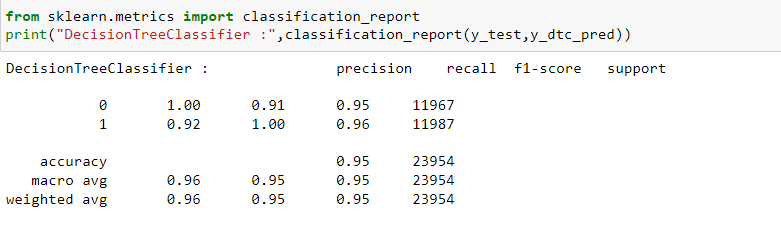 from sklearn.metrics import classification_report
print("DecisionTreeClassifier :",classification_report(y_test,y_dtc_pred))
DecisionTreeClassifier :               precision    recall  f1-score   support

           0       1.00      0.91      0.95     11967
           1       0.92      1.00      0.96     11987

    accuracy                           0.95     23954
   macro avg       0.96      0.95      0.95     23954
weighted avg       0.96      0.95      0.95     23954